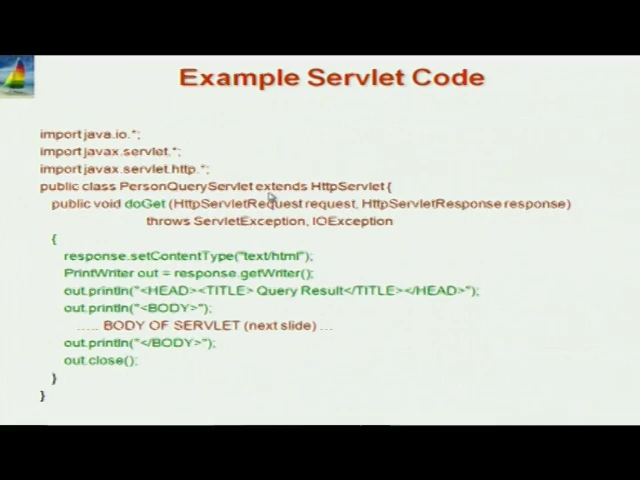 Example Servlet Code
import java.io.*;
import javax.servlet.*;
import javax.servlet.http.*;
public class PersonQueryServlet extends HttpServlet {
public void doGet (HttpServletRequest request, HttpServletResponse response)
throws ServletException, IOException
{
response.setContentType("text/html");
PrintWriter out = response.getWriter();
out.println("<HEAD><TITLE> Query Result</TITLE></HEAD>");
out.println("<BODY>");
….. BODY OF SERVLET (next slide) …
out.println("</BODY>");
out.close();
}
}